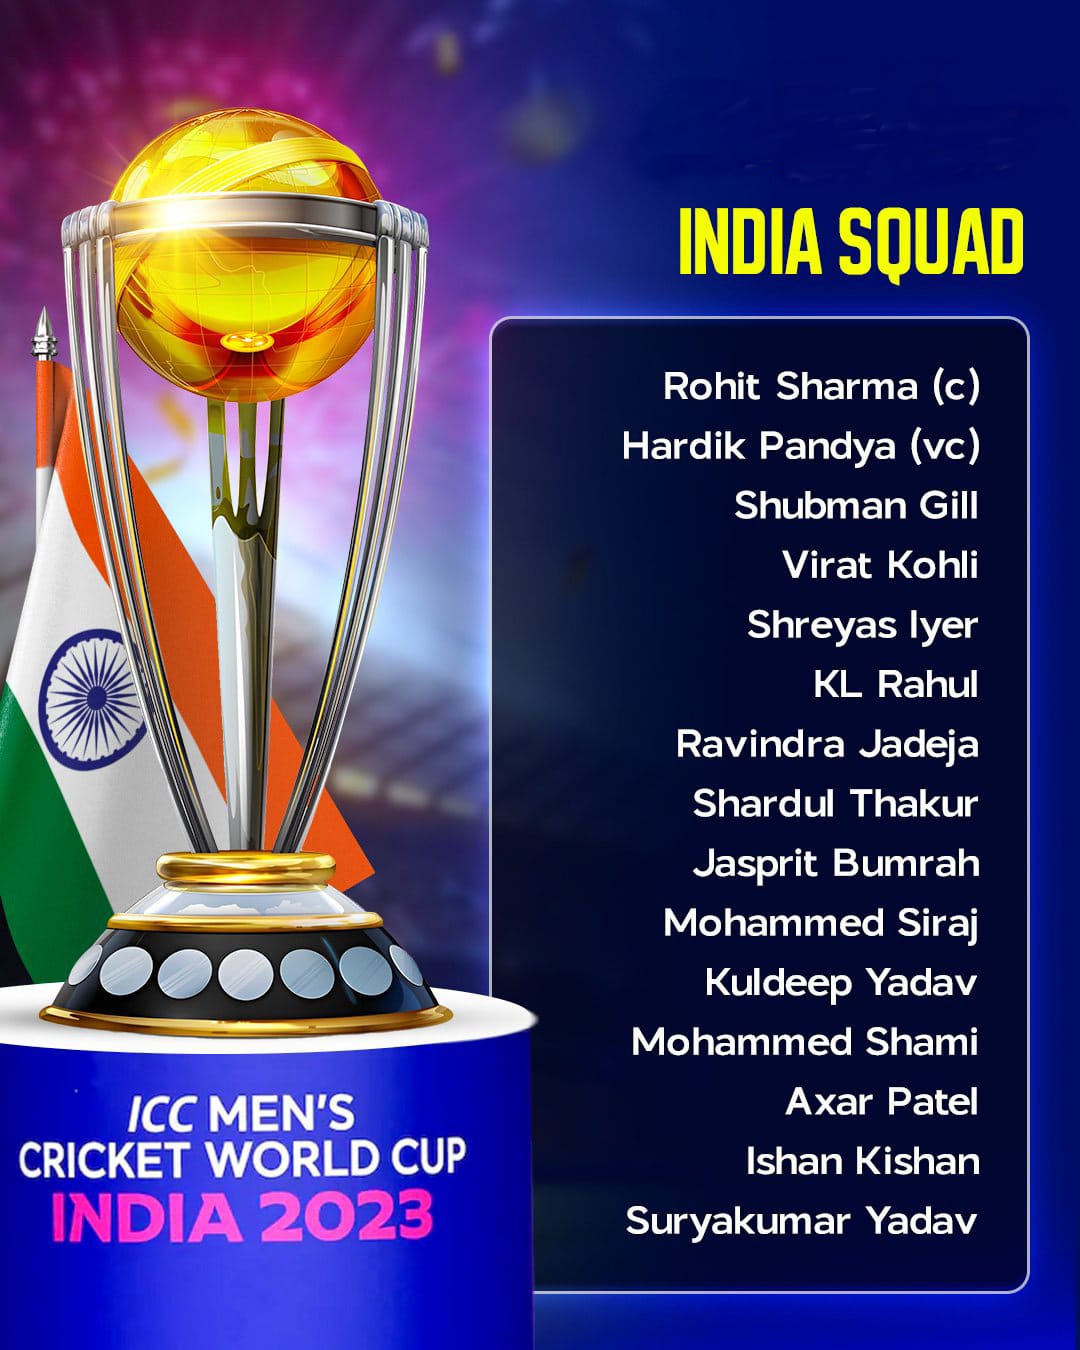 INDIA SQUAD
Rohit Sharma (c)
Hardik Pandya (vc)
Shubman Gill
Virat Kohli
Shreyas Iyer
KL Rahul
Ravindra Jadeja
Shardul Thakur
Jasprit Bumrah
Mohammed Siraj
Kuldeep Yadav
Mohammed Shami
Axar Patel
Ishan Kishan
Suryakumar Yadav
ICC MEN'S
CRICKET WORLD CUP
INDIA 2023